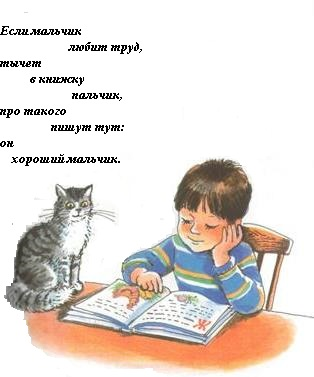 Если мальчик
любит труд,
тычет
в книжку
пальчик,
про такого
пишут тут:
он
хороший мальчик.
Ж